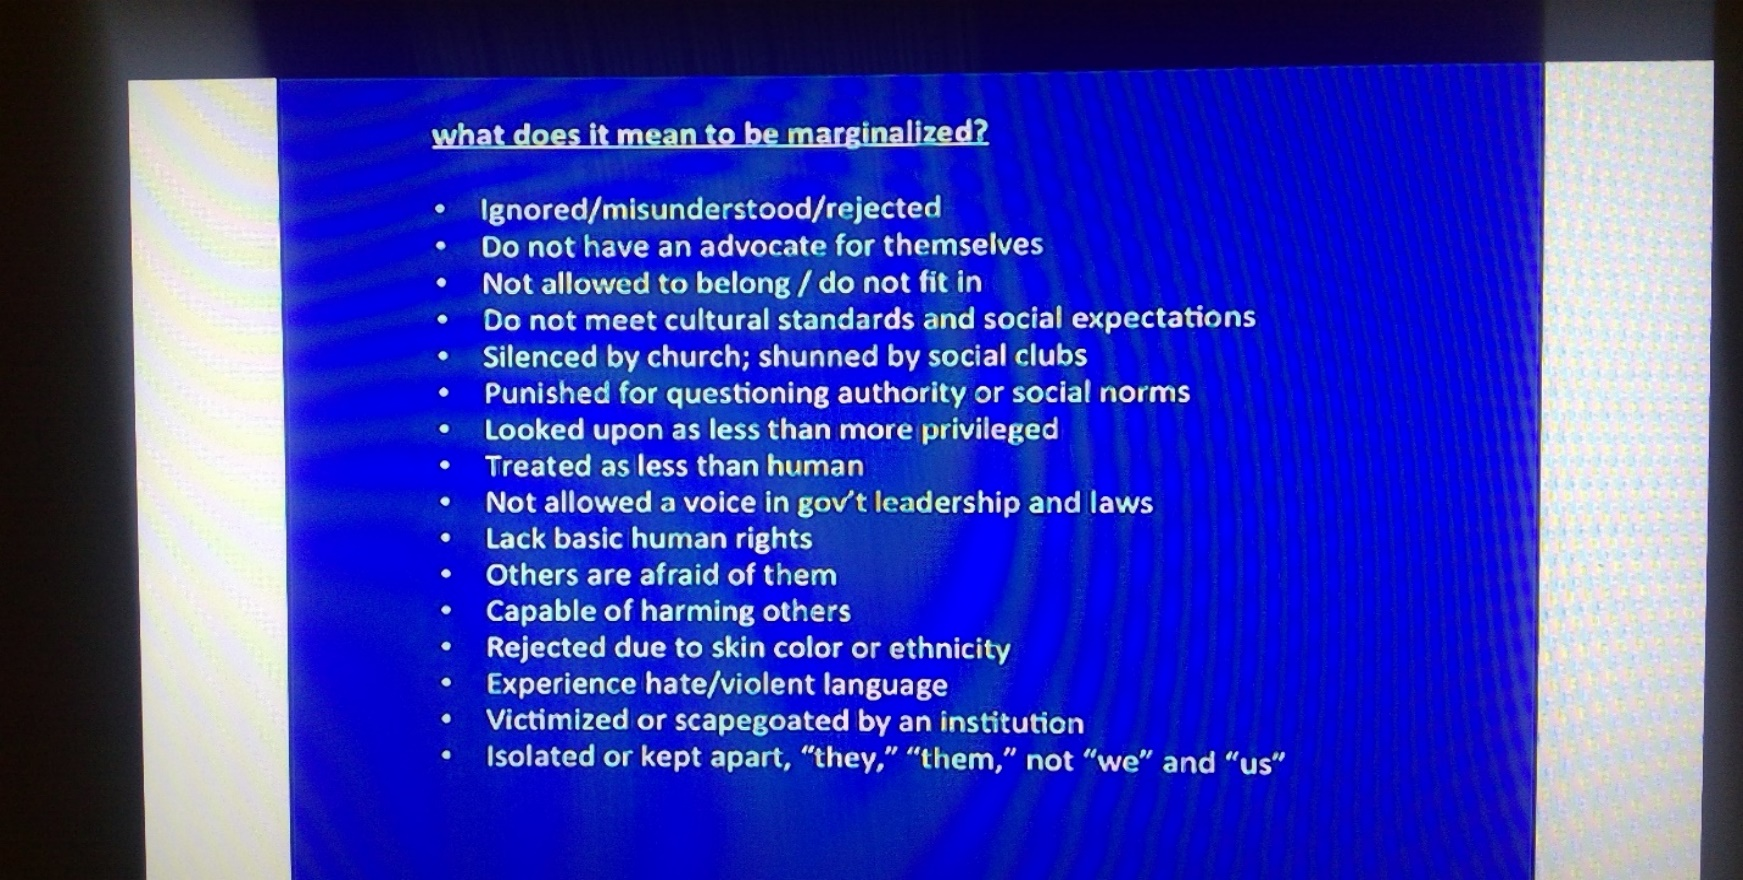 what does it mean to be marginalized?
• Ignored/misunderstood/rejected
• Do not have an advocate for themselves
• Not allowed to belong / do not fit in
• Do not meet cultural standards and social expectations
• Silenced by church; shunned by social clubs
• Punished for questioning authority or social norms
• Looked upon as less than more privileged
• Treated as less than human
• Not allowed a voice in gov’t leadership and laws
• Lack basic human rights
• Others are afraid of them
• Capable of harming others
• Rejected due to skin color or ethnicity
• Experience hate/violent language
• Victimized or scapegoated by an institution
• Isolated or kept apart, “they,” “them,” not “we” and “us”